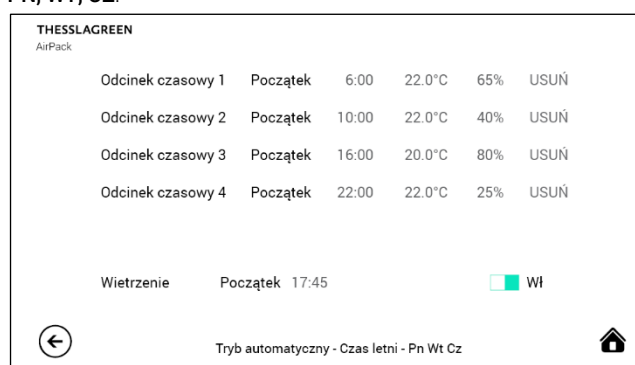 THESSLAGREEN
AirPack
Odcinek czasowy 1 Początek 6:00 22.0°C 65% USUŃ
Odcinek czasowy 2 Początek 10:00 22.0°C 40% USUŃ
Odcinek czasowy 3 Początek 16:00 20.0°C 80% USUŃ
Odcinek czasowy 4 Początek 22:00 22.0°C 25% USUŃ
Wietrzenie Początek 17:45 Wł
Tryb automatyczny - Czas letni - Pn Wt Cz